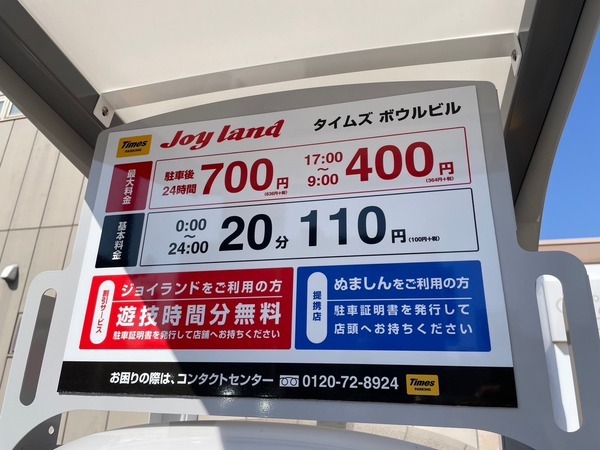 Times
PARKING
Joy land
タイムズ ボウルビル
最大料金
駐車後
24時間
700円
(636円+税)
17:00
〜
9:00
400円
(364円+税)
基本料金
0:00
〜
24:00
20分 110円
(100円+税)
割引サービス
ジョイランドをご利用の方
遊技時間分無料
駐車証明書を発行して店舗へお持ちください
提携店
ぬましんをご利用の方
駐車証明書を発行して
店頭へお持ちください
お困りの際は、コンタクトセンター 0120-72-8924
Times
PARKING